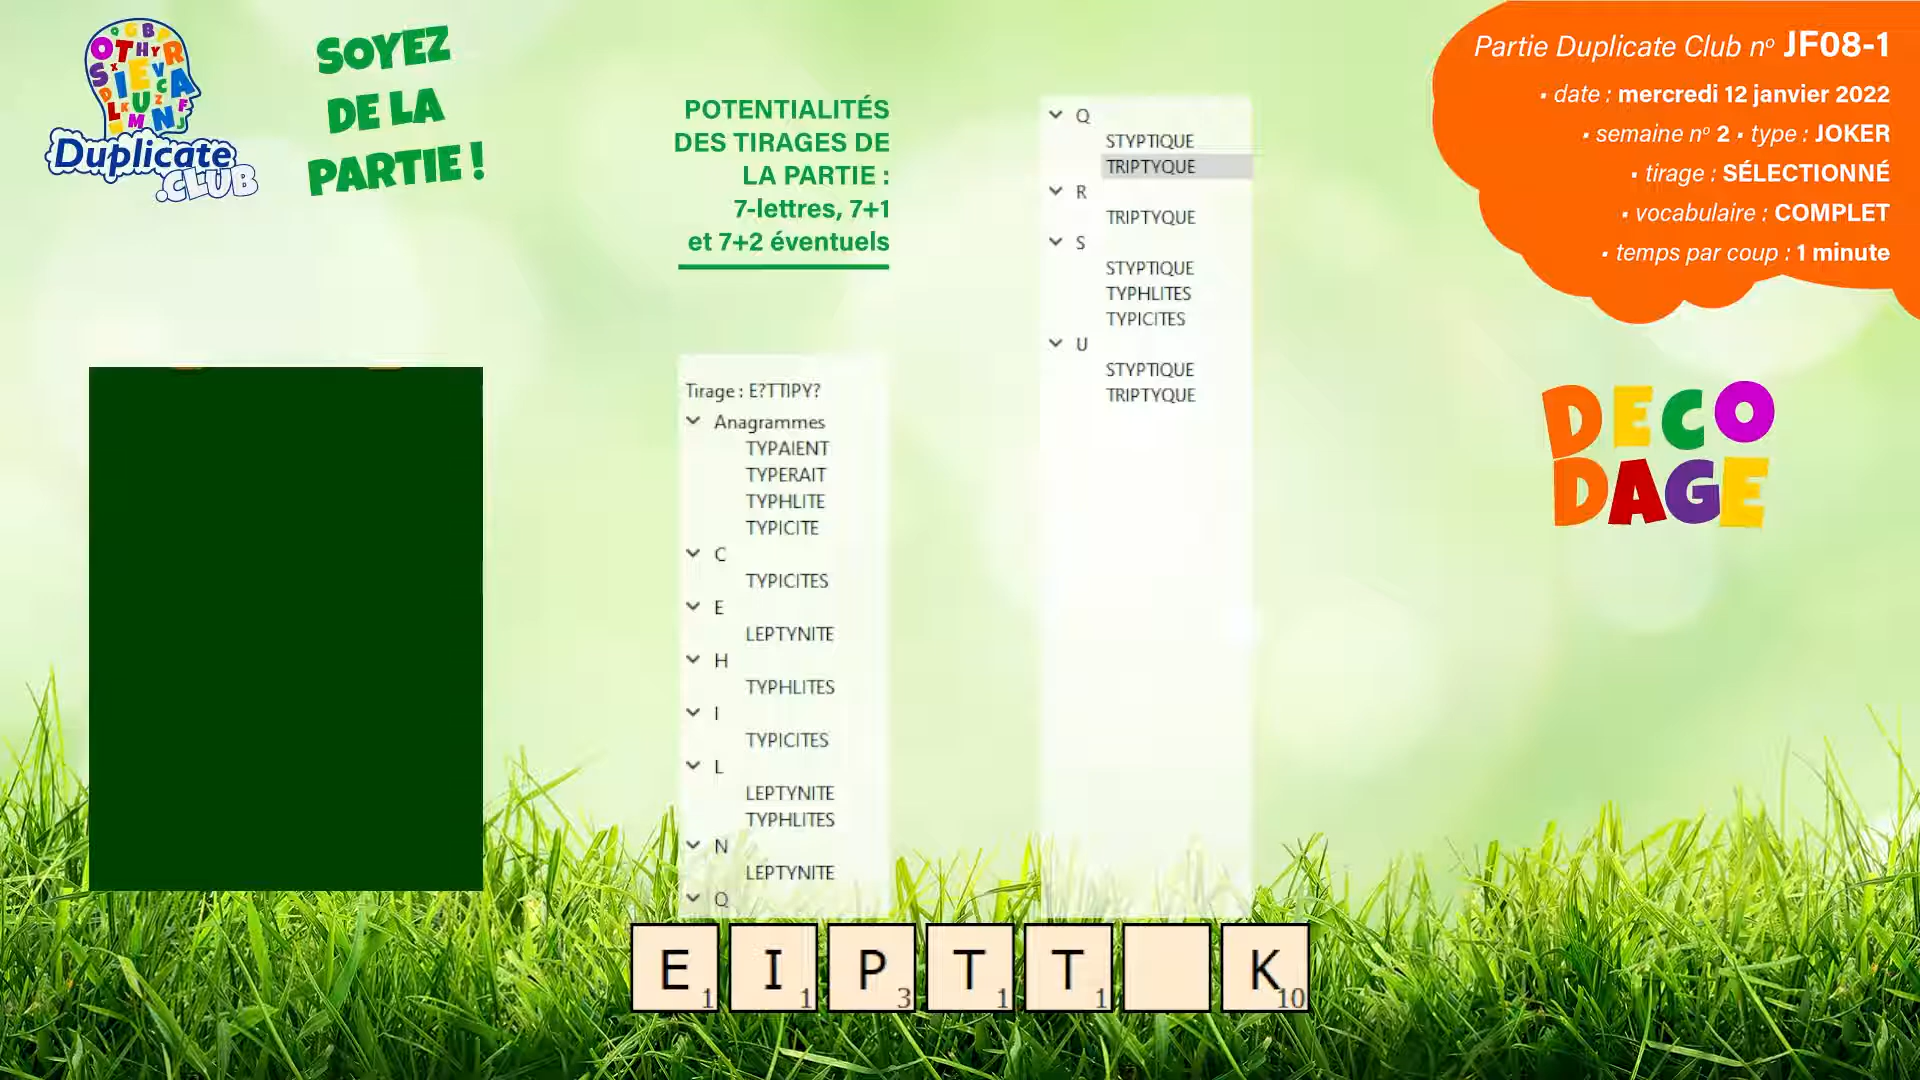 Duplicate
.CLUB
SOYEZ
DE LA
PARTIE !
POTENTIALITÉS
DES TIRAGES DE
LA PARTIE :
7-lettres, 7+1
et 7+2 éventuels
Tirage : E?TTIPY?
Anagrammes
TYPAIENT
TYPERAIT
TYPHLITE
TYPICITE
C
TYPICITES
E
LEPTYNITE
H
TYPHLITES
I
TYPICITES
L
LEPTYNITE
TYPHLITES
N
LEPTYNITE
Q
Q
STYPTIQUE
TRIPTYQUE
R
TRIPTYQUE
S
STYPTIQUE
TYPHLITES
TYPICITES
U
STYPTIQUE
TRIPTYQUE
Partie Duplicate Club nº JF08-1
• date : mercredi 12 janvier 2022
• semaine nº 2 • type : JOKER
• tirage : SÉLECTIONNÉ
• vocabulaire : COMPLET
• temps par coup : 1 minute
DECO
DAGE
E1 I1 P3 T1 T1 K10